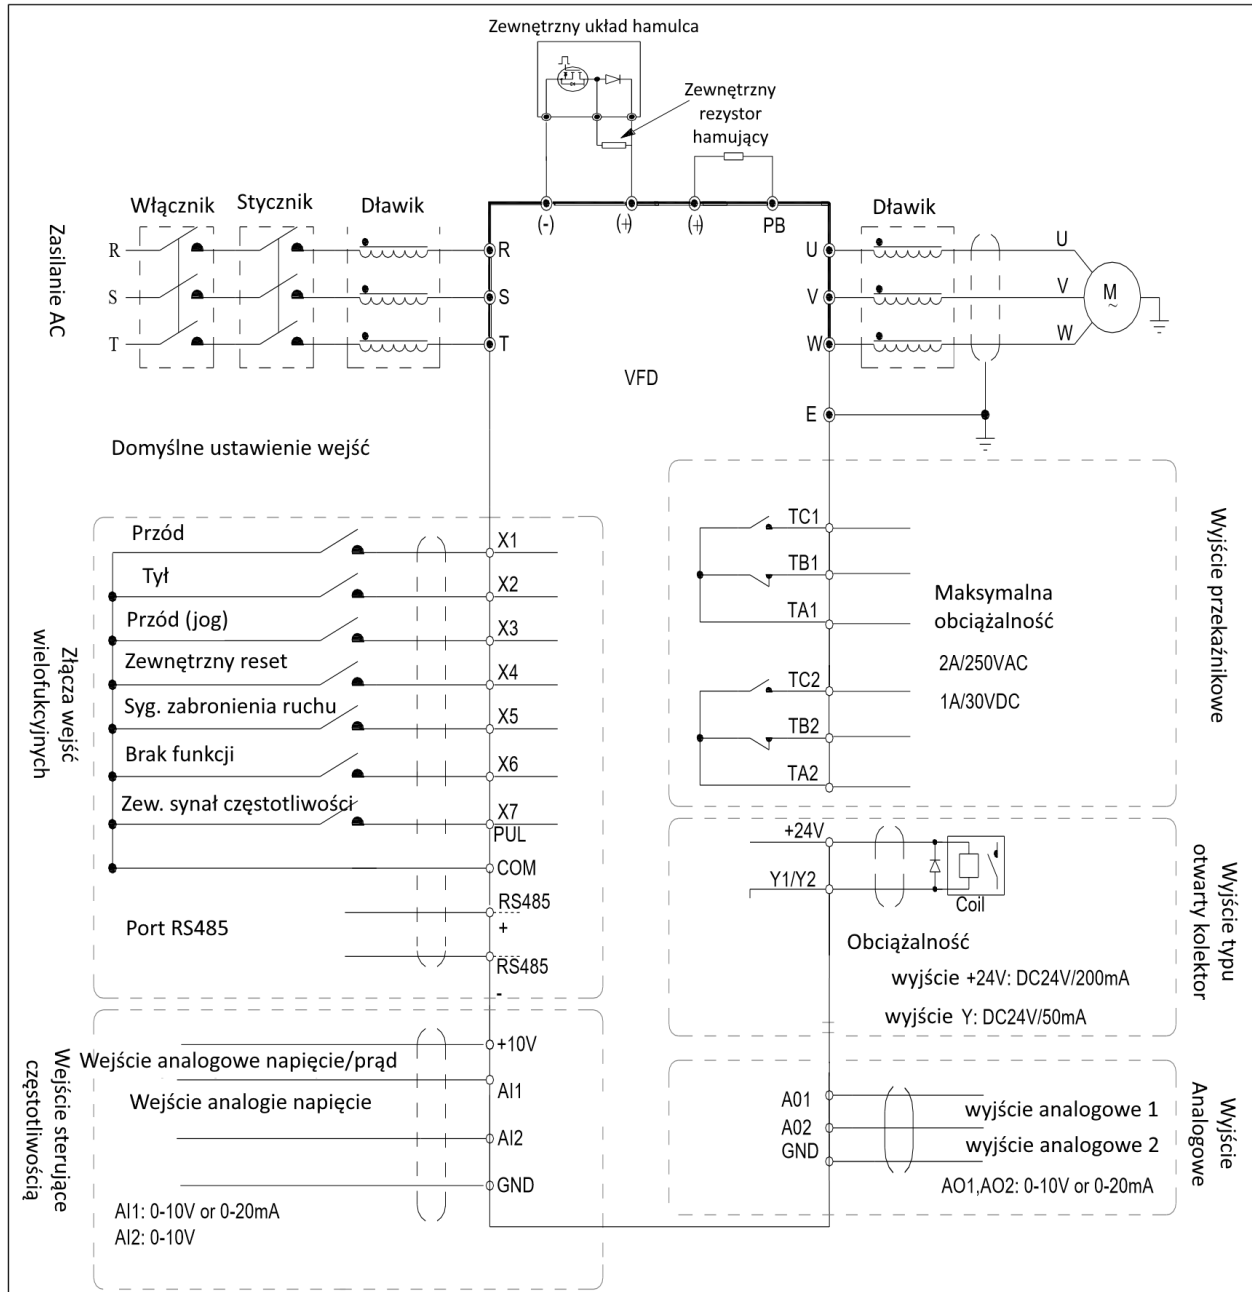 Zewnętrzny układ hamulca
Zewnętrzny
rezystor
hamujący
Włącznik
Stycznik
Dławik
(-)
(+)
(+)
PB
Dławik
Zasilanie AC
R
S
T
R
S
T
U
V
W
U
V
W
M
~
VFD
E
Domyślne ustawienie wejść
Złącza wejść
wielofukcyjnych
Przód
X1
Tył
X2
Przód (jog)
X3
Zewnętrzny reset
X4
Syg. zabronienia ruchu
X5
Brak funkcji
X6
Zew. synał częstotliwości
X7
PUL
COM
Port RS485
RS485
+
RS485
-
Wejście sterujące
częstotliwością
+10V
Wejście analogowe napięcie/prąd
AI1
Wejście analogie napięcie
AI2
GND
AI1: 0-10V or 0-20mA
AI2: 0-10V
Wyjście przekaźnikowe
TC1
TB1
TA1
TC2
TB2
TA2
Maksymalna
obciążalność
2A/250VAC
1A/30VDC
Wyjście typu
otwarty kolektor
+24V
Y1/Y2
Coil
Obciążalność
wyjście +24V: DC24V/200mA
wyjście Y: DC24V/50mA
Wyjście
Analogowe
A01
A02
GND
wyjście analogowe 1
wyjście analogowe 2
AO1,AO2: 0-10V or 0-20mA